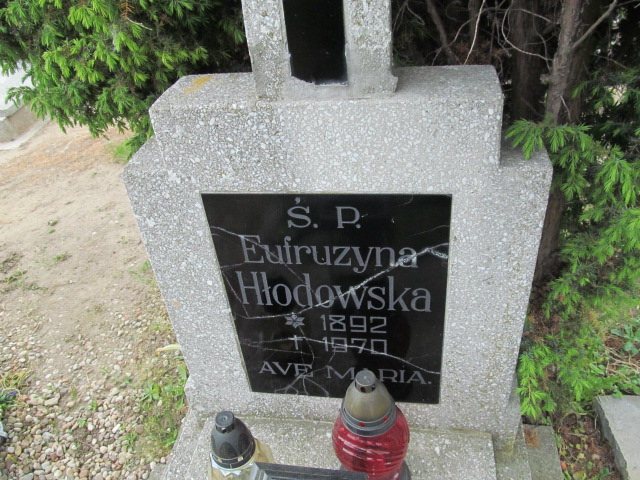 Ś. P.
Eufruzyna
Hłodowska
* 1892
† 1970
AVE MARIA.